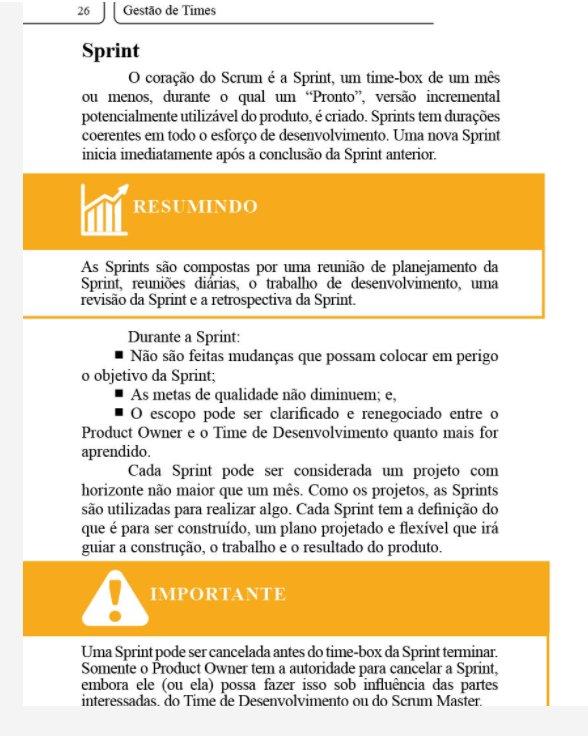 26
Gestão de Times
Sprint
O coração do Scrum é a Sprint, um time-box de um mês
ou menos, durante o qual um “Pronto”, versão incremental
potencialmente utilizável do produto, é criado. Sprints tem durações
coerentes em todo o esforço de desenvolvimento. Uma nova Sprint
inicia imediatamente após a conclusão da Sprint anterior.
RESUMINDO
As Sprints são compostas por uma reunião de planejamento da
Sprint, reuniões diárias, o trabalho de desenvolvimento, uma
revisão da Sprint e a retrospectiva da Sprint.
Durante a Sprint:
■ Não são feitas mudanças que possam colocar em perigo
o objetivo da Sprint;
■ As metas de qualidade não diminuem; e,
■ O escopo pode ser clarificado e renegociado entre o
Product Owner e o Time de Desenvolvimento quanto mais for
aprendido.
Cada Sprint pode ser considerada um projeto com
horizonte não maior que um mês. Como os projetos, as Sprints
são utilizadas para realizar algo. Cada Sprint tem a definição do
que é para ser construído, um plano projetado e flexível que irá
guiar a construção, o trabalho e o resultado do produto.
IMPORTANTE
Uma Sprint pode ser cancelada antes do time-box da Sprint terminar.
Somente o Product Owner tem a autoridade para cancelar a Sprint,
embora ele (ou ela) possa fazer isso sob influência das partes
interessadas, do Time de Desenvolvimento ou do Scrum Master.